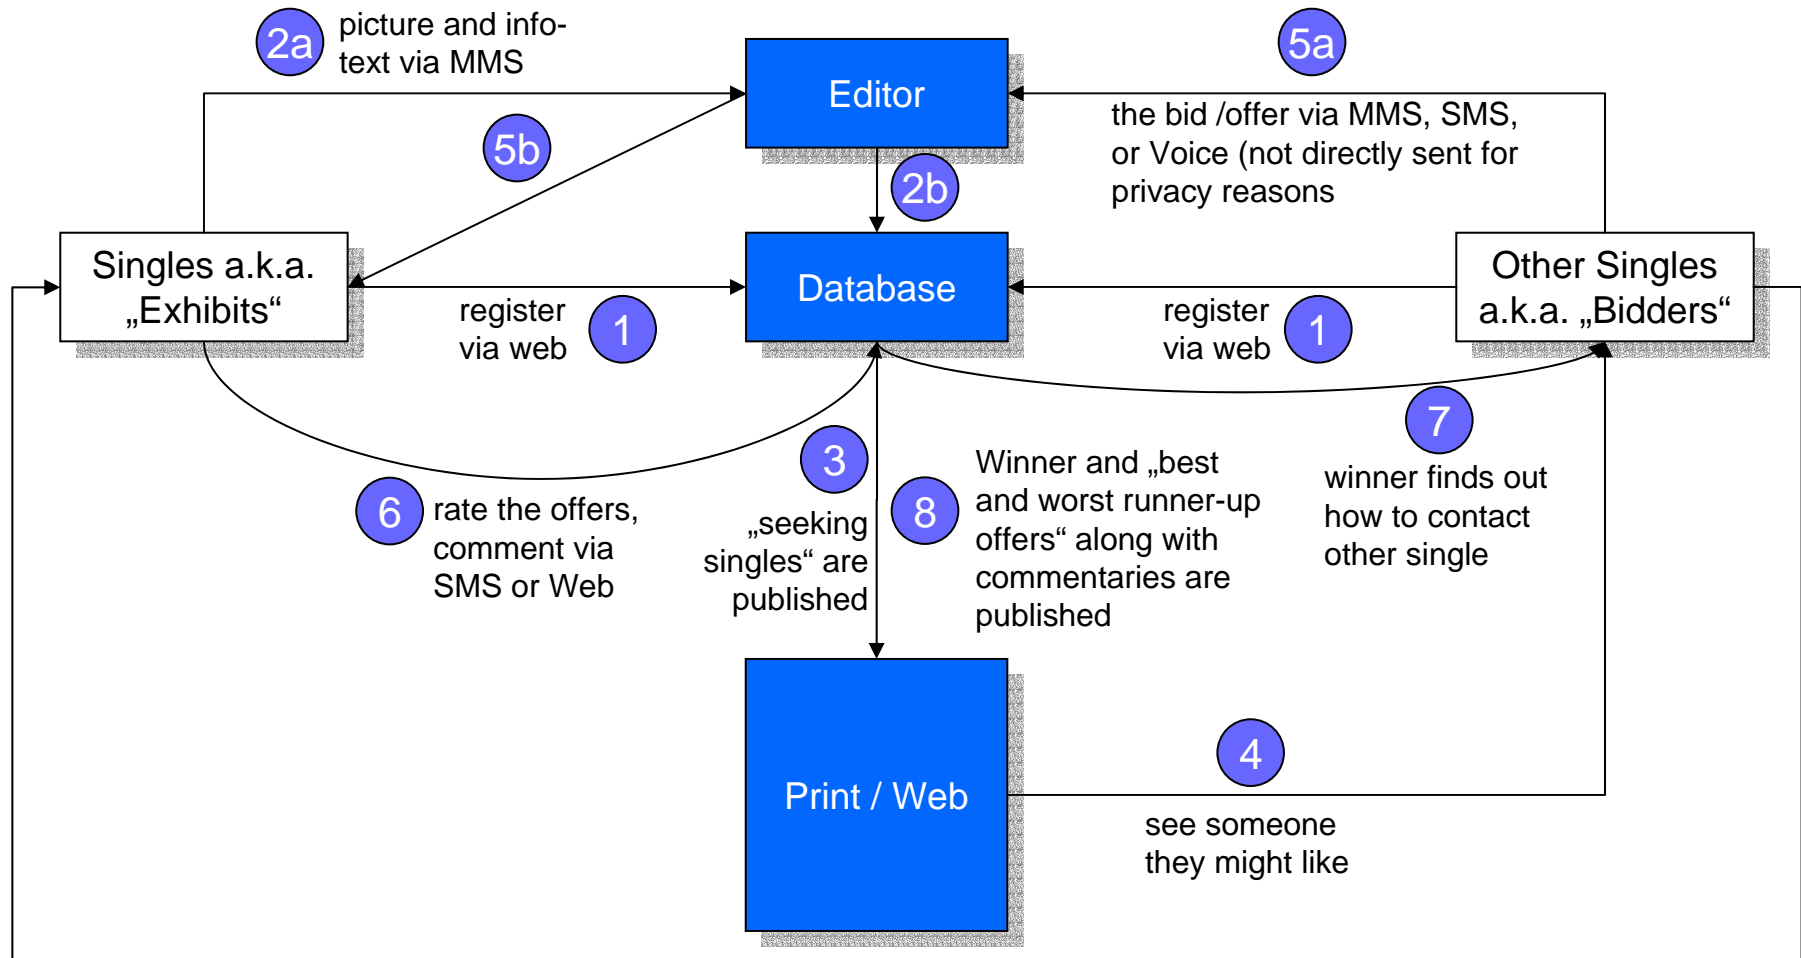 2a
picture and info-
text via MMS
Editor
5a
the bid /offer via MMS, SMS,
or Voice (not directly sent for
privacy reasons
5b
2b
Singles a.k.a.
„Exhibits“
Database
Other Singles
a.k.a. „Bidders“
register
via web
1
register
via web
1
3
„seeking
singles“ are
published
8
Winner and „best
and worst runner-up
offers“ along with
commentaries are
published
7
winner finds out
how to contact
other single
6
rate the offers,
comment via
SMS or Web
Print / Web
4
see someone
they might like